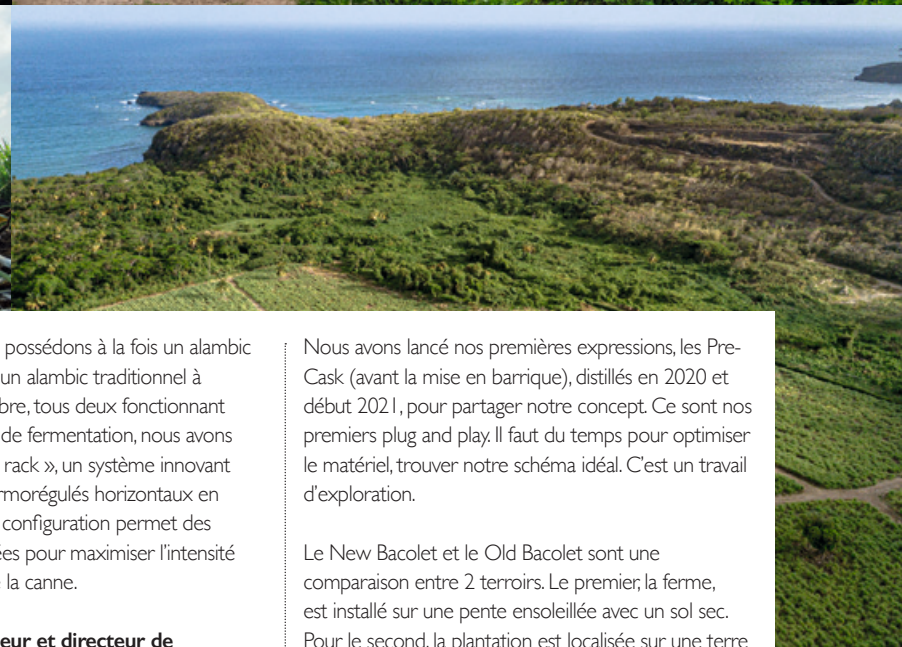 possédons à la fois un alambic
un alambic traditionnel à
bre, tous deux fonctionnant
de fermentation, nous avons
rack », un système innovant
rmorégulés horizontaux en
configuration permet des
ées pour maximiser l’intensité
la canne.
eur et directeur de
Nous avons lancé nos premières expressions, les Pre-
Cask (avant la mise en barrique), distillés en 2020 et
début 2021, pour partager notre concept. Ce sont nos
premiers plug and play. Il faut du temps pour optimiser
le matériel, trouver notre schéma idéal. C’est un travail
d’exploration.
Le New Bacolet et le Old Bacolet sont une
comparaison entre 2 terroirs. Le premier, la ferme,
est installé sur une pente ensoleillée avec un sol sec.
Pour le second, la plantation est localisée sur une terre